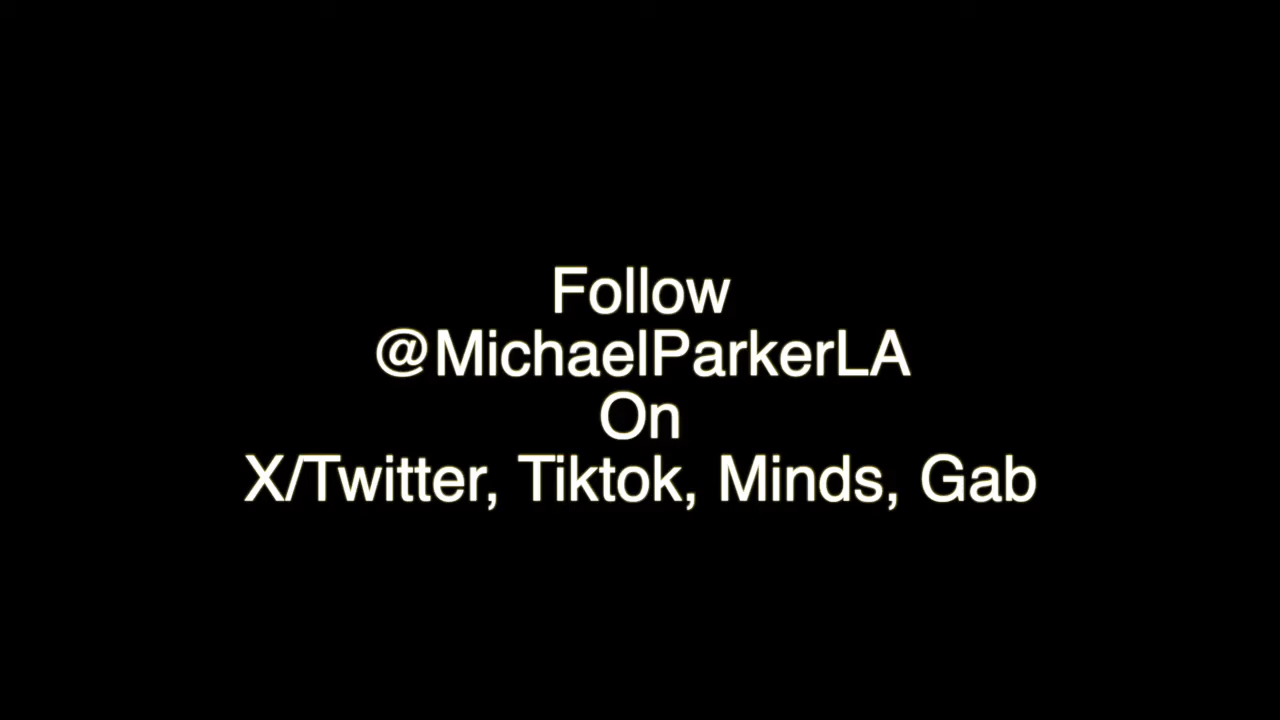 Follow
@MichaelParkerLA
On
X/Twitter, Tiktok, Minds, Gab